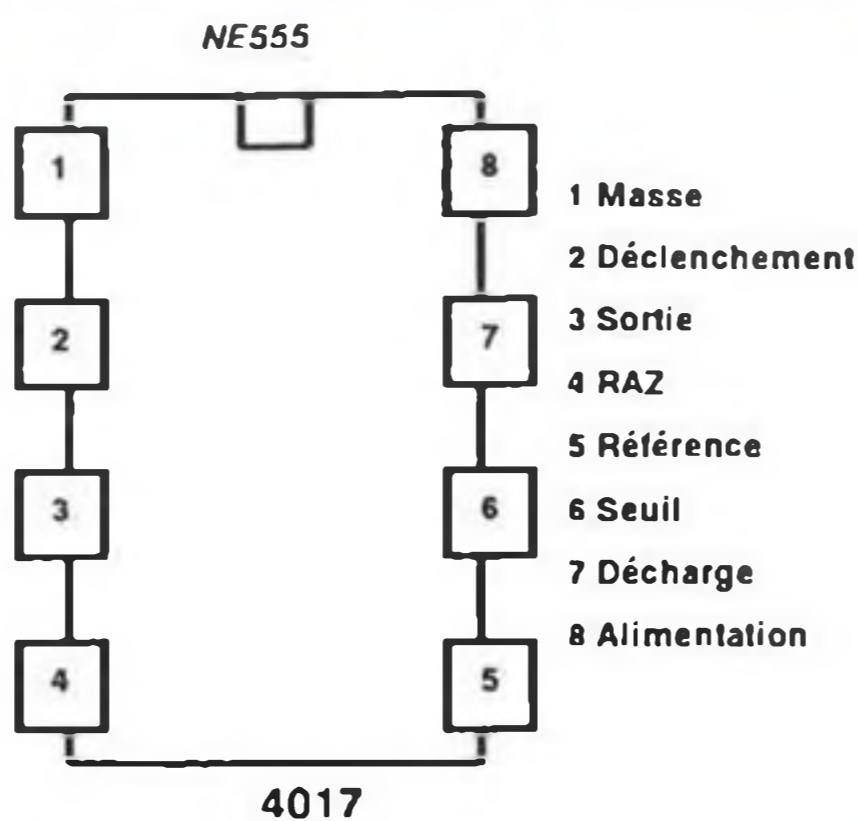 NE555
1 8
2 7
3 6
4 5
1 Masse
2 Déclenchement
3 Sortie
4 RAZ
5 Référence
6 Seuil
7 Décharge
8 Alimentation
4017